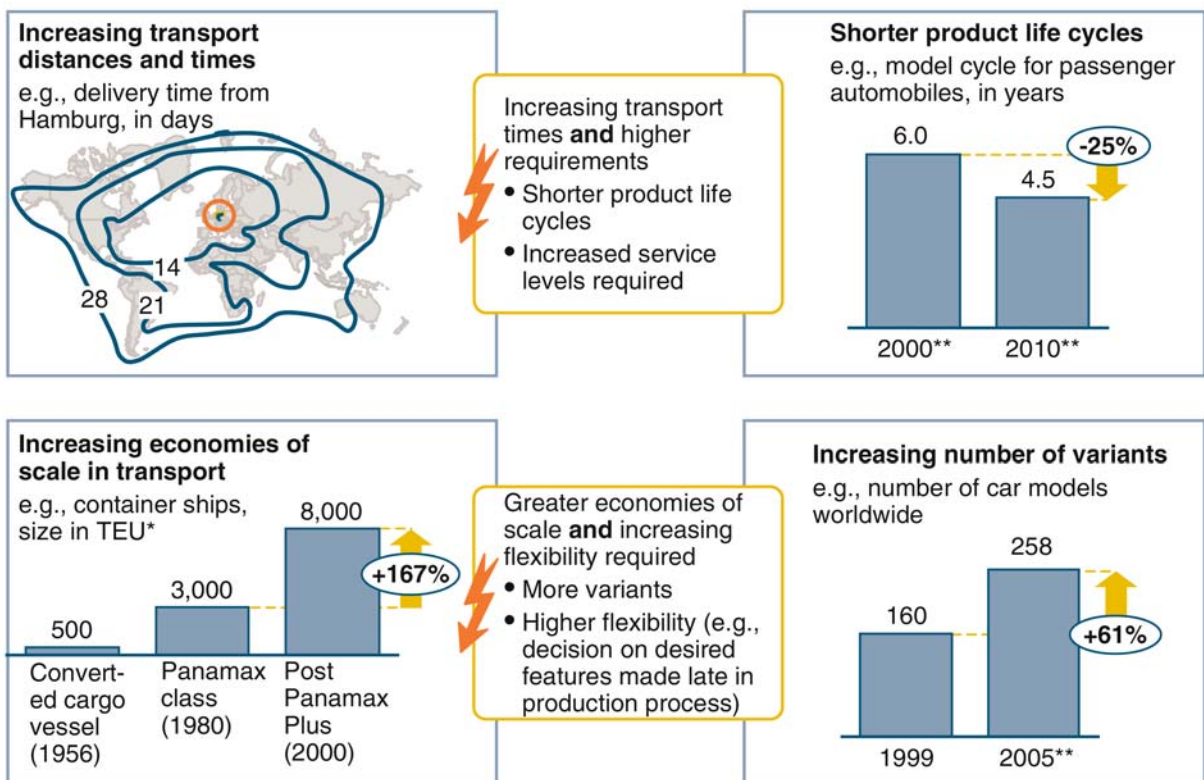 Increasing transport
distances and times
e.g., delivery time from
Hamburg, in days
14
28
21
Increasing transport
times and higher
requirements
• Shorter product life
cycles
• Increased service
levels required
Shorter product life cycles
e.g., model cycle for passenger
automobiles, in years
6.0
-25%
4.5
2000**
2010**
Increasing economies of
scale in transport
e.g., container ships,
size in TEU*
8,000
+167%
3,000
500
Convert-
ed cargo
vessel
(1956)
Panamax
class
(1980)
Post
Panamax
Plus
(2000)
Greater economies of
scale and increasing
flexibility required
• More variants
• Higher flexibility (e.g.,
decision on desired
features made late in
production process)
Increasing number of variants
e.g., number of car models
worldwide
258
160
+61%
1999
2005**